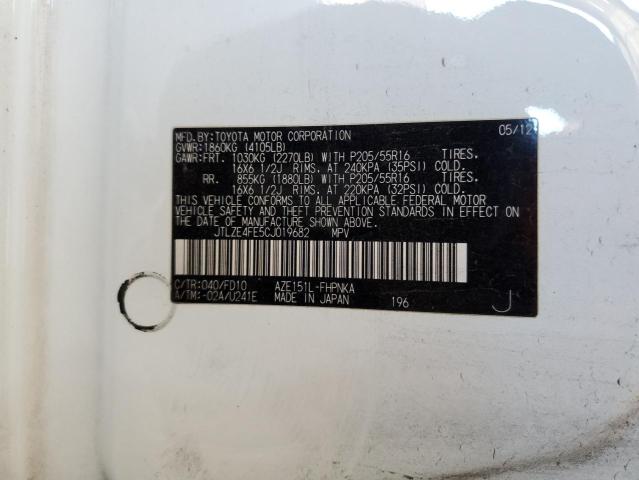 MFD.BY:TOYOTA MOTOR CORPORATION 05/12
GVWR:1860KG (4105LB)
GAWR:FRT. 1030KG (2270LB) WITH P205/55R16 TIRES.
16X6 1/2J RIMS. AT 240KPA (35PSI) COLD.
RR. 855KG (1880LB) WITH P205/55R16 TIRES.
16X6 1/2J RIMS. AT 220KPA (32PSI) COLD.
THIS VEHICLE CONFORMS TO ALL APPLICABLE FEDERAL MOTOR
VEHICLE SAFETY AND THEFT PREVENTION STANDARDS IN EFFECT ON
THE DATE OF MANUFACTURE SHOWN ABOVE.
JTLZE4FE5CJ019682 MPV
C/TR:040/FD10 AZE151L-FHPNKA
A/TM:-02A/U241E MADE IN JAPAN 196 J